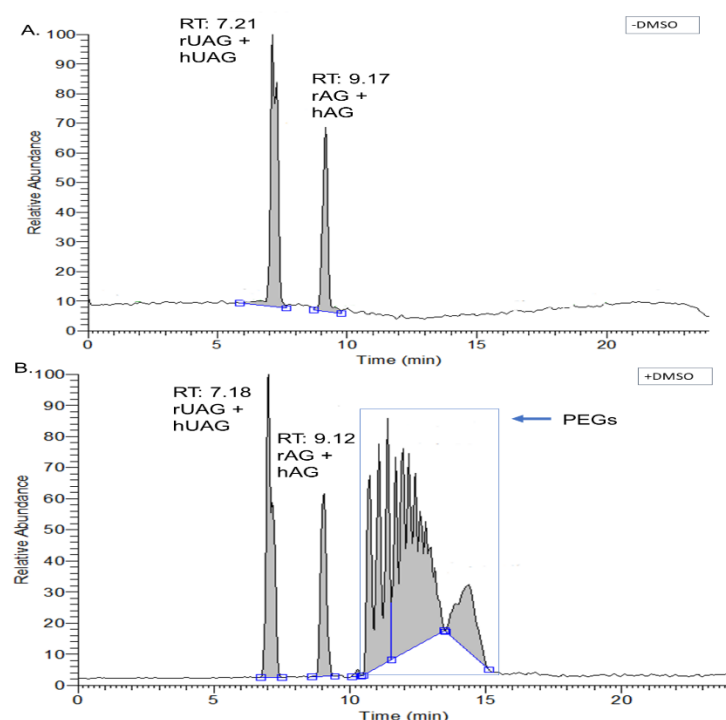 A.
-DMSO
RT: 7.21
rUAG +
hUAG
RT: 9.17
rAG +
hAG
Relative Abundance
100
90
80
70
60
50
40
30
20
10
0
0 5 10 15 20
Time (min)
B.
+DMSO
RT: 7.18
rUAG +
hUAG
RT: 9.12
rAG +
hAG
PEGs
Relative Abundance
100
90
80
70
60
50
40
30
20
10
0
0 5 10 15 20
Time (min)